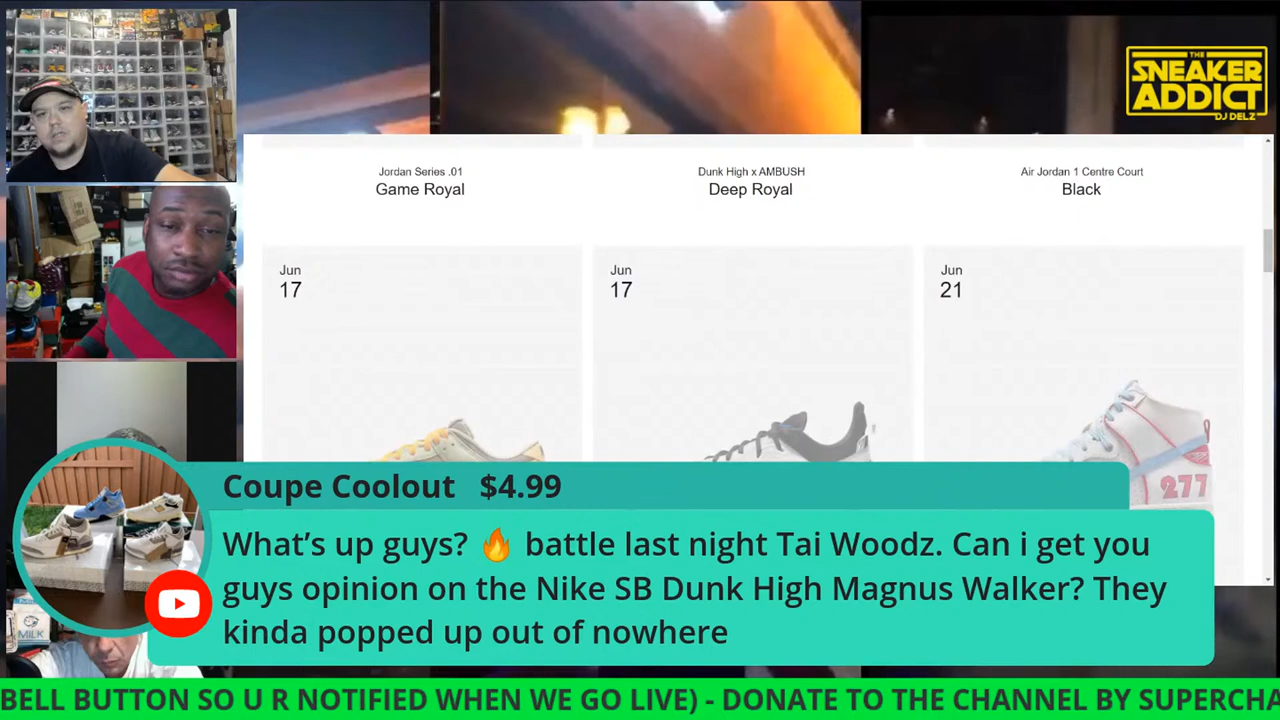 THE
SNEAKER
ADDICT
DJ DELZ
Jordan Series .01
Game Royal
Dunk High x AMBUSH
Deep Royal
Air Jordan 1 Centre Court
Black
Jun
17
Jun
17
Jun
21
277
Coupe Coolout $4.99
What's up guys? 🔥 battle last night Tai Woodz. Can i get you
guys opinion on the Nike SB Dunk High Magnus Walker? They
kinda popped up out of nowhere
MILK
BELL BUTTON SO U R NOTIFIED WHEN WE GO LIVE) - DONATE TO THE CHANNEL BY SUPERCHA